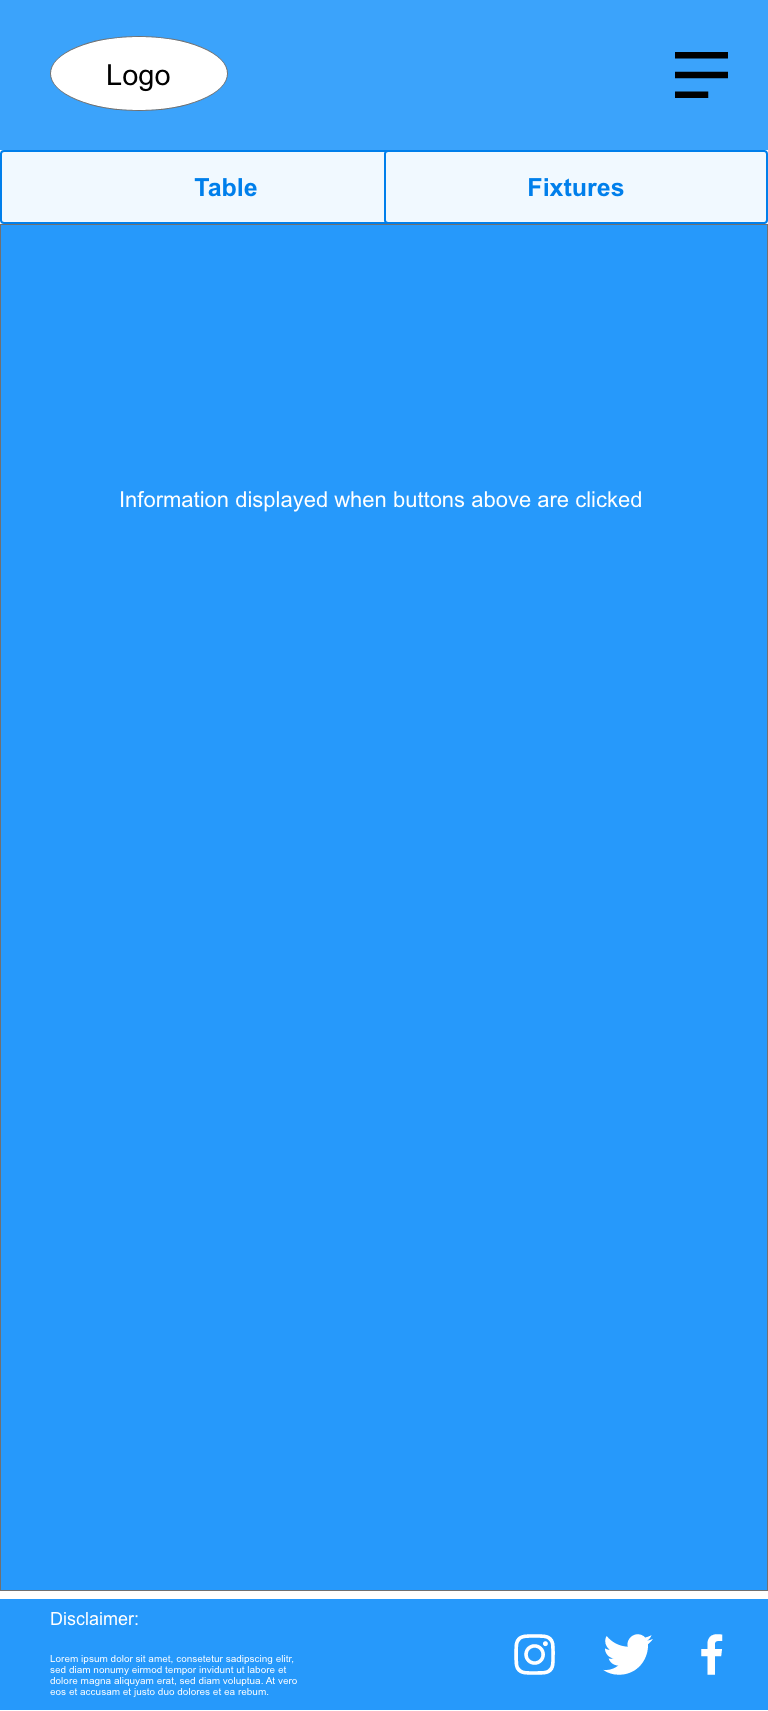 Logo
Table
Fixtures
Information displayed when buttons above are clicked
Disclaimer:
Lorem ipsum dolor sit amet, consetetur sadipscing elitr,
sed diam nonumy eirmod tempor invidunt ut labore et
dolore magna aliquyam erat, sed diam voluptua. At vero
eos et accusam et justo duo dolores et ea rebum.